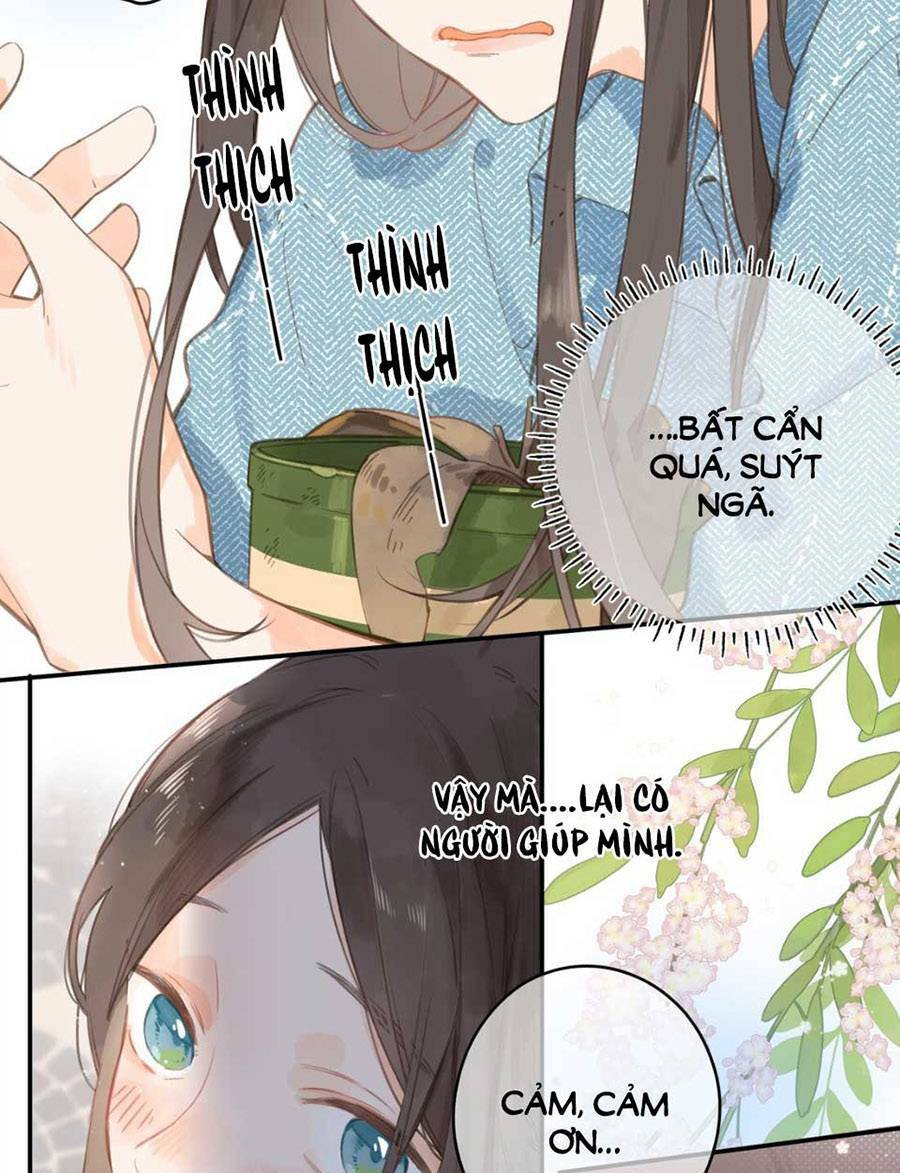 THÌNH
THỊCH
THÌNH
THỊCH
....BẤT CẨN
QUÁ, SUÝT
NGÃ.
VẬY MÀ....LẠI CÓ
NGƯỜI GIÚP MÌNH.
CẢM, CẢM
ƠN...